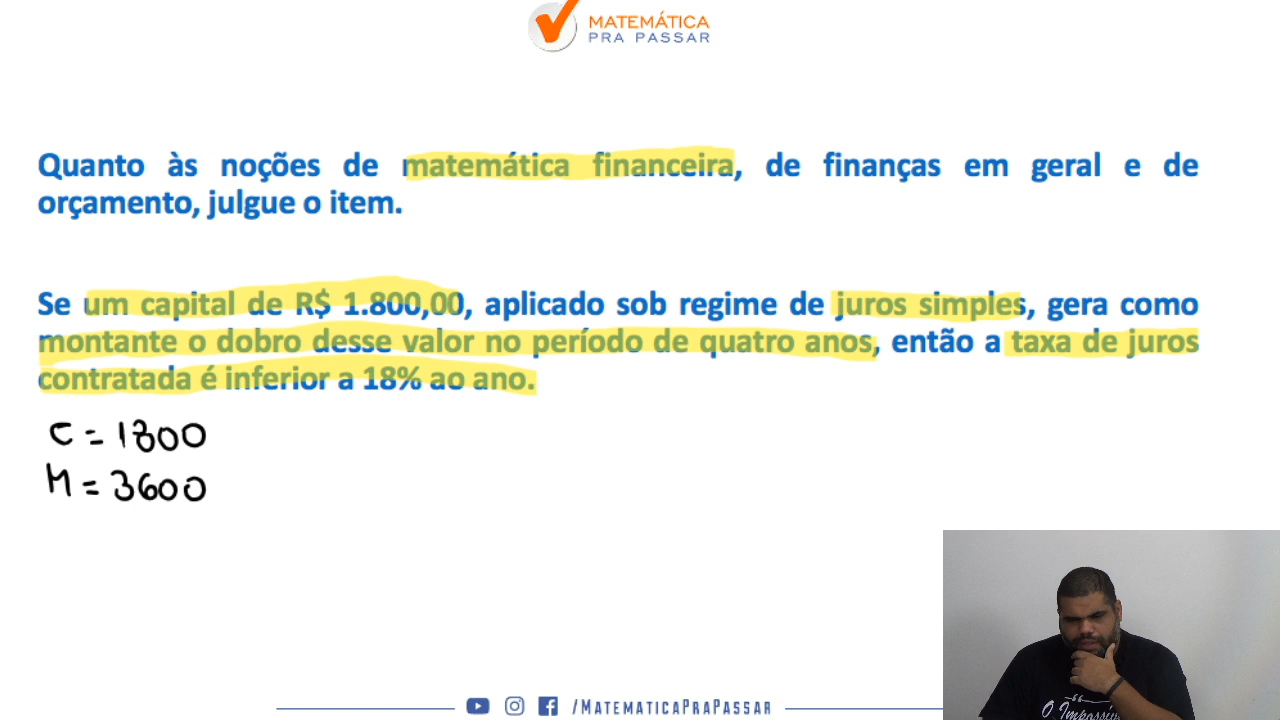 MATEMÁTICA
PRA PASSAR
Quanto às noções de matemática financeira, de finanças em geral e de
orçamento, julgue o item.
Se um capital de R$ 1.800,00, aplicado sob regime de juros simples, gera como
montante o dobro desse valor no período de quatro anos, então a taxa de juros
contratada é inferior a 18% ao ano.
C = 1800
M = 3600
/MATEMATICAPRAPASSAR